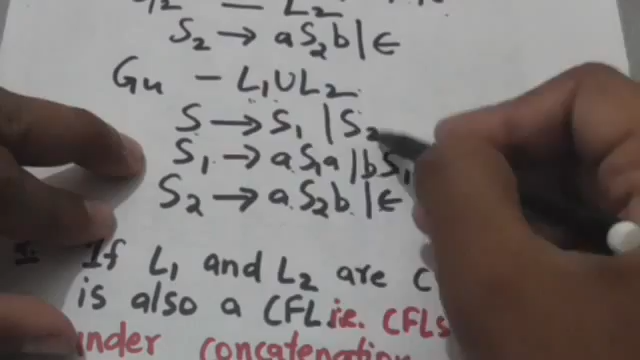 L₂
S₂ → aS₂b | ϵ
Gu – L₁UL₂
S → S₁ | S₂
S₁ → aS₁a | bS₁
S₂ → aS₂b | ϵ
If L₁ and L₂ are C
is also a CFL i.e. CFLs
under concatenation